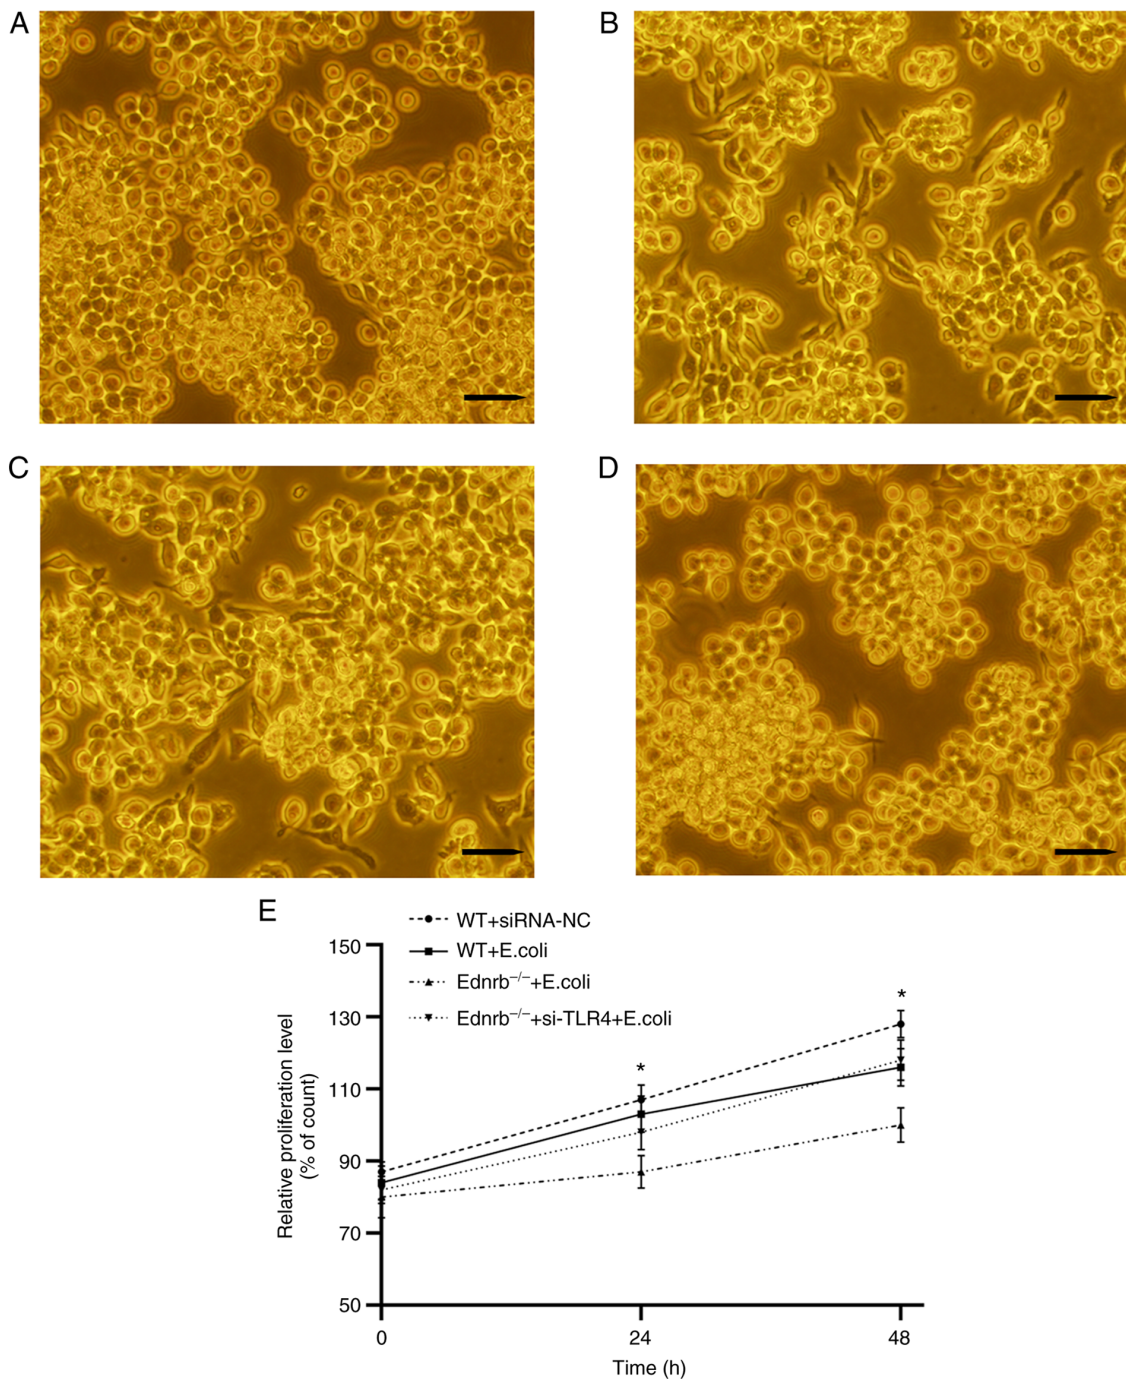 A
B
C
D
E
WT+siRNA-NC
WT+E.coli
Ednrb⁻/⁻+E.coli
Ednrb⁻/⁻+si-TLR4+E.coli
150
130
110
90
70
50
*
*
Relative proliferation level
(% of count)
0
24
48
Time (h)